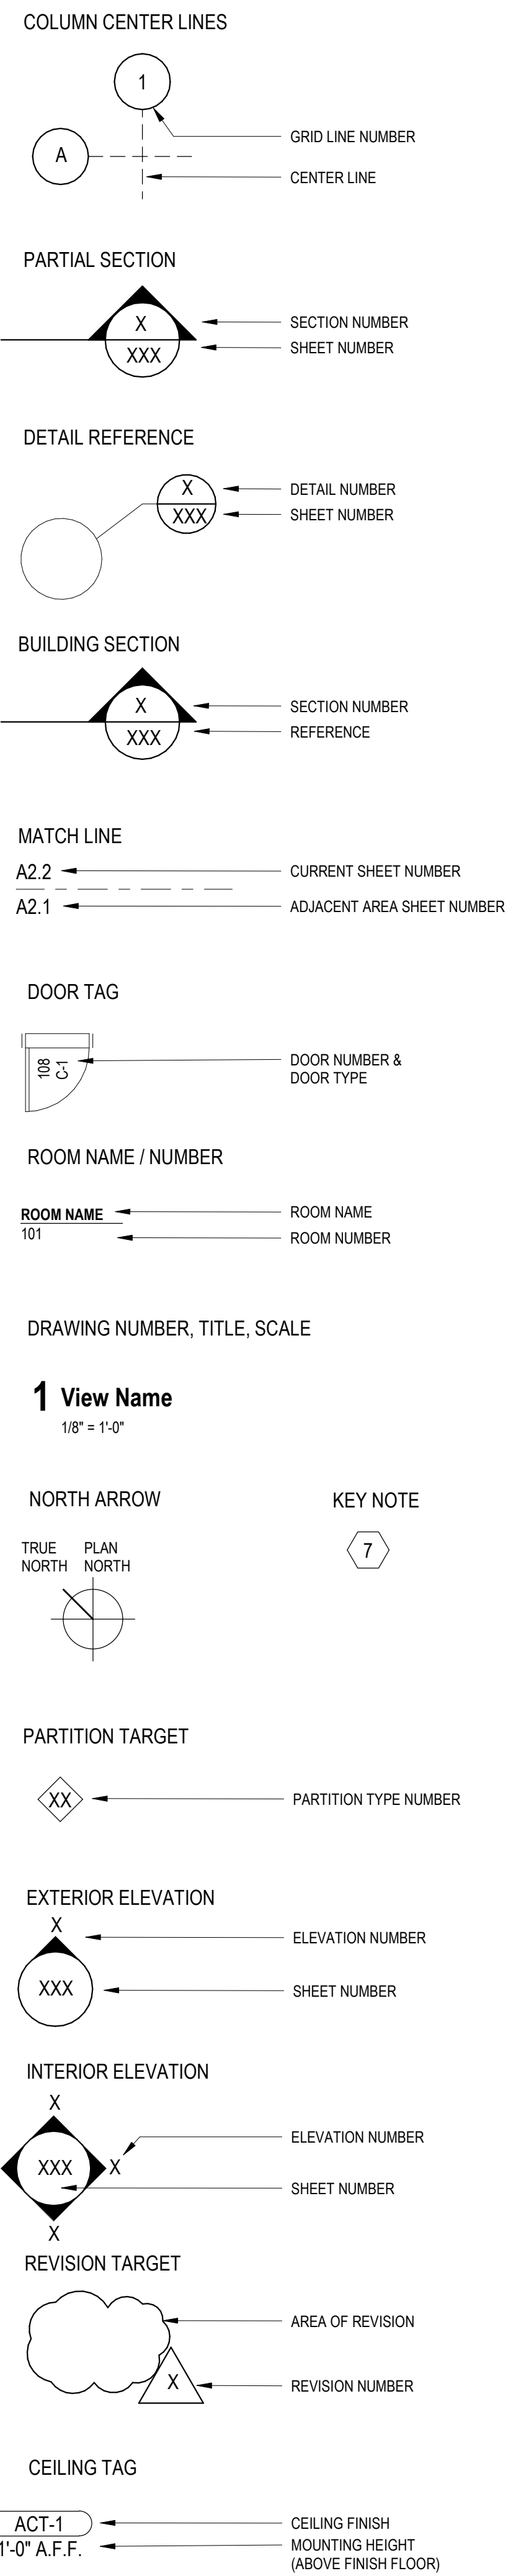 COLUMN CENTER LINES
1
GRID LINE NUMBER
A
CENTER LINE
PARTIAL SECTION
X
SECTION NUMBER
XXX
SHEET NUMBER
DETAIL REFERENCE
X
DETAIL NUMBER
XXX
SHEET NUMBER
BUILDING SECTION
X
SECTION NUMBER
XXX
REFERENCE
MATCH LINE
A2.2
CURRENT SHEET NUMBER
A2.1
ADJACENT AREA SHEET NUMBER
DOOR TAG
108
C-1
DOOR NUMBER &
DOOR TYPE
ROOM NAME / NUMBER
ROOM NAME
ROOM NAME
101
ROOM NUMBER
DRAWING NUMBER, TITLE, SCALE
1 View Name
1/8" = 1'-0"
NORTH ARROW
TRUE NORTH
PLAN NORTH
KEY NOTE
7
PARTITION TARGET
XX
PARTITION TYPE NUMBER
EXTERIOR ELEVATION
X
ELEVATION NUMBER
XXX
SHEET NUMBER
INTERIOR ELEVATION
X
ELEVATION NUMBER
XXX
X
SHEET NUMBER
X
REVISION TARGET
AREA OF REVISION
X
REVISION NUMBER
CEILING TAG
ACT-1
CEILING FINISH
1'-0" A.F.F.
MOUNTING HEIGHT
(ABOVE FINISH FLOOR)